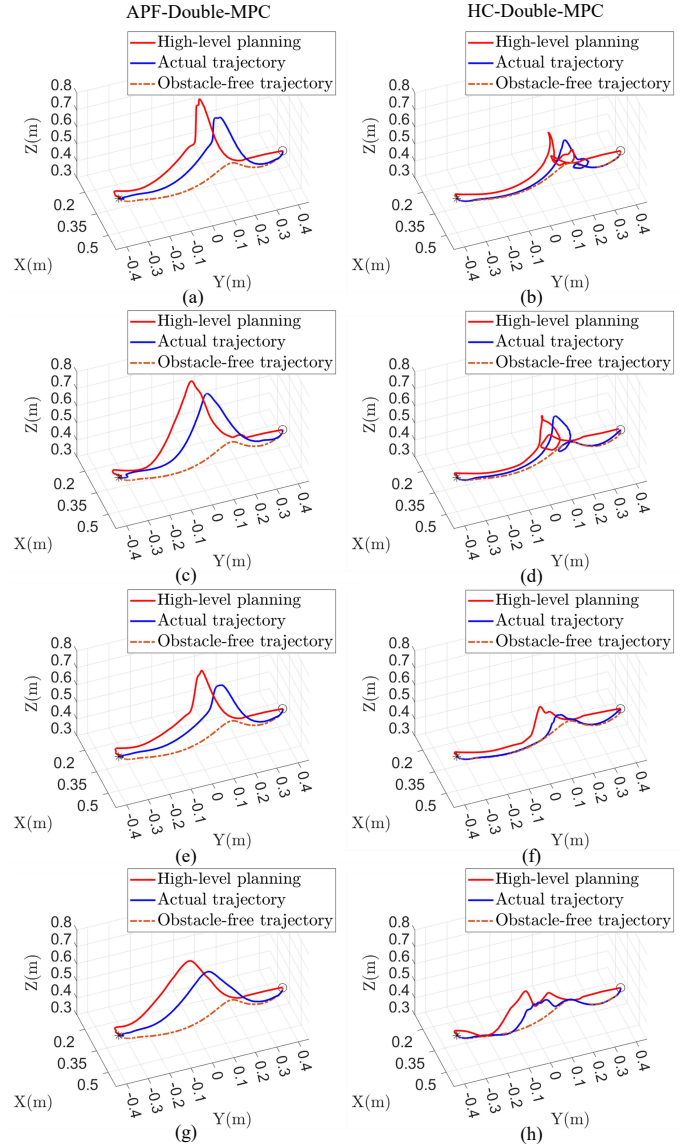 APF-Double-MPC HC-Double-MPC
High-level planning High-level planning
Actual trajectory Actual trajectory
Obstacle-free trajectory Obstacle-free trajectory
0.8 0.8
0.7 0.7
0.6 0.6
0.5 0.5
0.4 0.4
0.3 0.3
Z(m) Z(m)
0.2 0.2
0.35 0.35
0.5 0.5
X(m) X(m)
-0.4 -0.3 -0.2 -0.1 0 0.1 0.2 0.3 0.4 -0.4 -0.3 -0.2 -0.1 0 0.1 0.2 0.3 0.4
Y(m) Y(m)
(a) (b)
High-level planning High-level planning
Actual trajectory Actual trajectory
Obstacle-free trajectory Obstacle-free trajectory
0.8 0.8
0.7 0.7
0.6 0.6
0.5 0.5
0.4 0.4
0.3 0.3
Z(m) Z(m)
0.2 0.2
0.35 0.35
0.5 0.5
X(m) X(m)
-0.4 -0.3 -0.2 -0.1 0 0.1 0.2 0.3 0.4 -0.4 -0.3 -0.2 -0.1 0 0.1 0.2 0.3 0.4
Y(m) Y(m)
(c) (d)
High-level planning High-level planning
Actual trajectory Actual trajectory
Obstacle-free trajectory Obstacle-free trajectory
0.8 0.8
0.7 0.7
0.6 0.6
0.5 0.5
0.4 0.4
0.3 0.3
Z(m) Z(m)
0.2 0.2
0.35 0.35
0.5 0.5
X(m) X(m)
-0.4 -0.3 -0.2 -0.1 0 0.1 0.2 0.3 0.4 -0.4 -0.3 -0.2 -0.1 0 0.1 0.2 0.3 0.4
Y(m) Y(m)
(e) (f)
High-level planning High-level planning
Actual trajectory Actual trajectory
Obstacle-free trajectory Obstacle-free trajectory
0.8 0.8
0.7 0.7
0.6 0.6
0.5 0.5
0.4 0.4
0.3 0.3
Z(m) Z(m)
0.2 0.2
0.35 0.35
0.5 0.5
X(m) X(m)
-0.4 -0.3 -0.2 -0.1 0 0.1 0.2 0.3 0.4 -0.4 -0.3 -0.2 -0.1 0 0.1 0.2 0.3 0.4
Y(m) Y(m)
(g) (h)